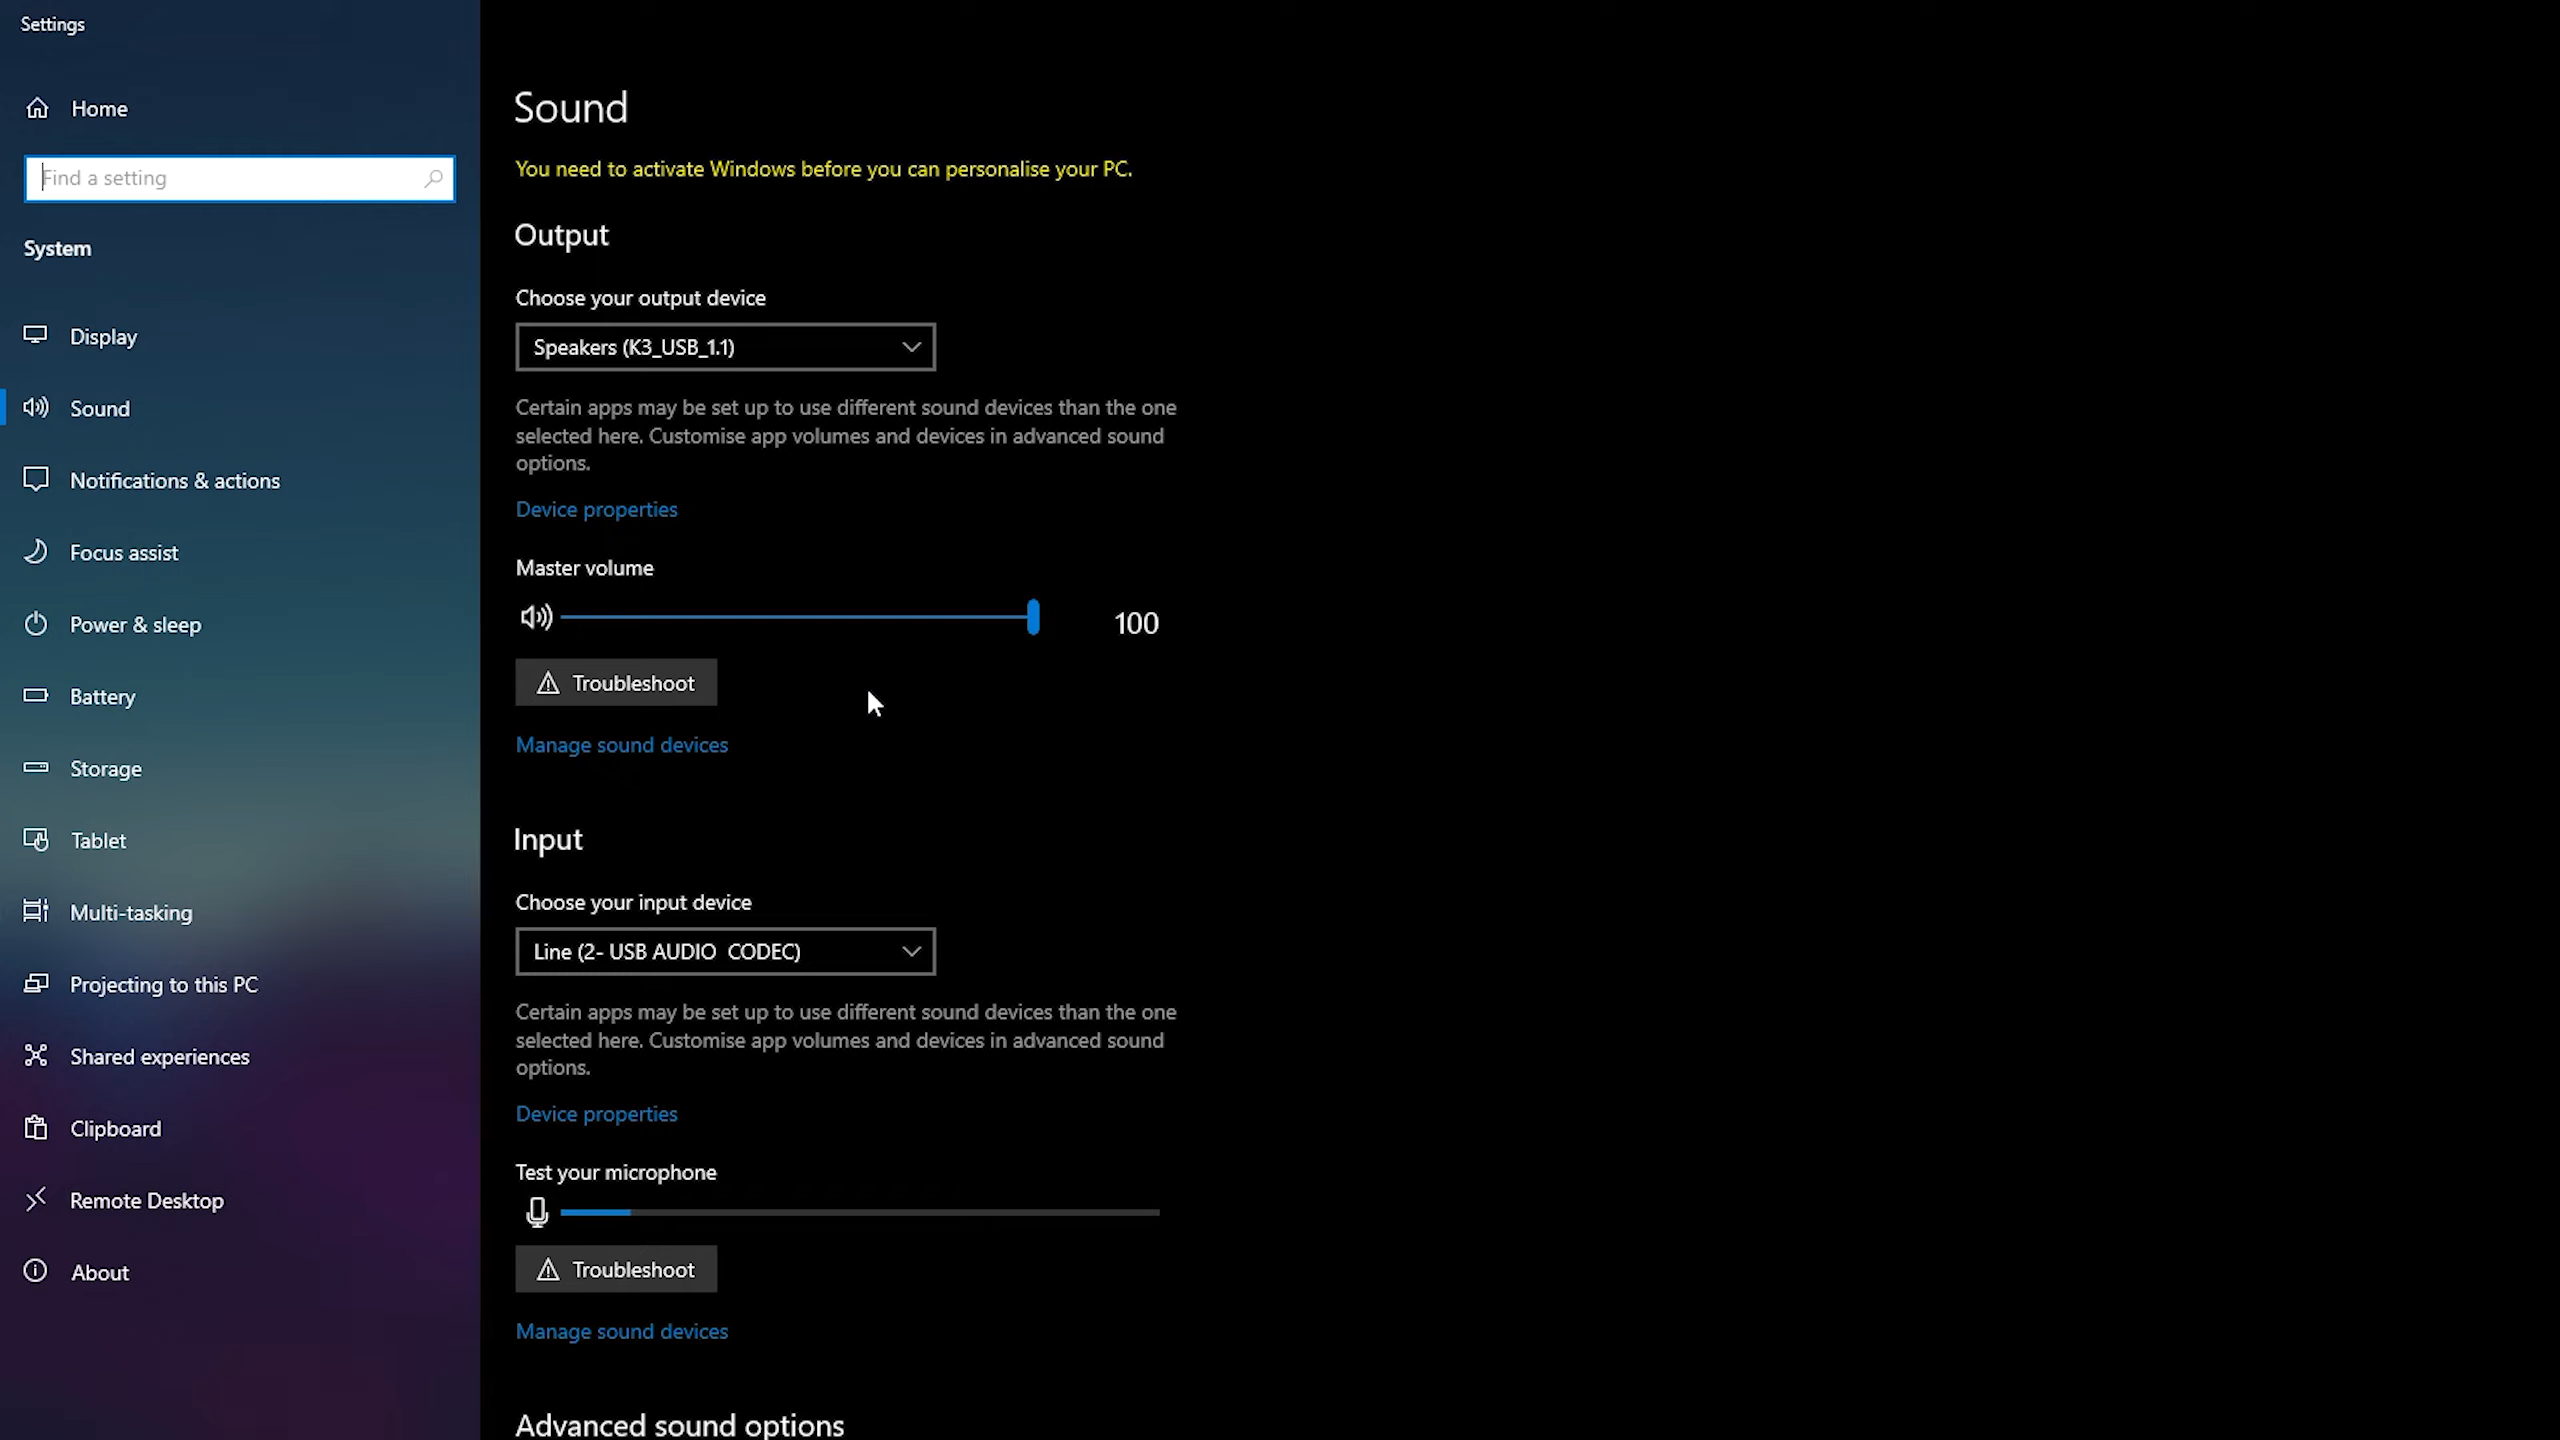 Settings
Home
Find a setting
System
Display
Sound
Notifications & actions
Focus assist
Power & sleep
Battery
Storage
Tablet
Multi-tasking
Projecting to this PC
Shared experiences
Clipboard
Remote Desktop
About
Sound
You need to activate Windows before you can personalise your PC.
Output
Choose your output device
Speakers (K3_USB_1.1)
Certain apps may be set up to use different sound devices than the one
selected here. Customise app volumes and devices in advanced sound
options.
Device properties
Master volume
100
Troubleshoot
Manage sound devices
Input
Choose your input device
Line (2- USB AUDIO  CODEC)
Certain apps may be set up to use different sound devices than the one
selected here. Customise app volumes and devices in advanced sound
options.
Device properties
Test your microphone
Troubleshoot
Manage sound devices
Advanced sound options